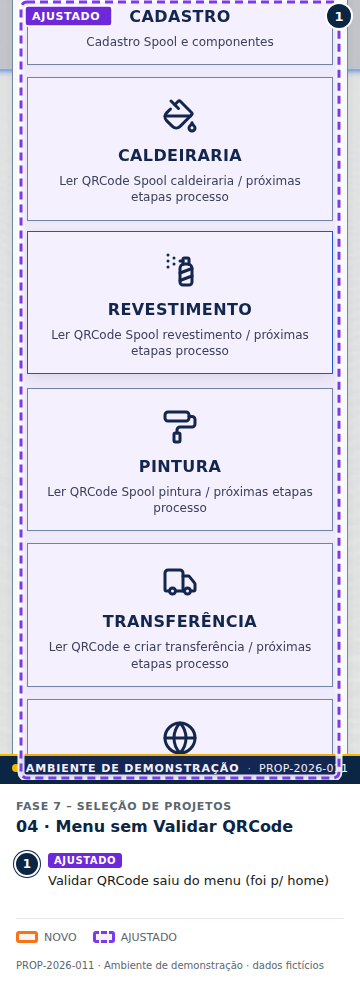 AJUSTADO
CADASTRO
1
Cadastro Spool e componentes
CALDEIRARIA
Ler QRCode Spool caldeiraria / próximas
etapas processo
REVESTIMENTO
Ler QRCode Spool revestimento / próximas
etapas processo
PINTURA
Ler QRCode Spool pintura / próximas etapas
processo
TRANSFERÊNCIA
Ler QRCode e criar transferência / próximas
etapas processo
AMBIENTE DE DEMONSTRAÇÃO · PROP-2026-011
FASE 7 – SELEÇÃO DE PROJETOS
04 · Menu sem Validar QRCode
1
AJUSTADO
Validar QRCode saiu do menu (foi p/ home)
NOVO
AJUSTADO
PROP-2026-011 · Ambiente de demonstração · dados fictícios